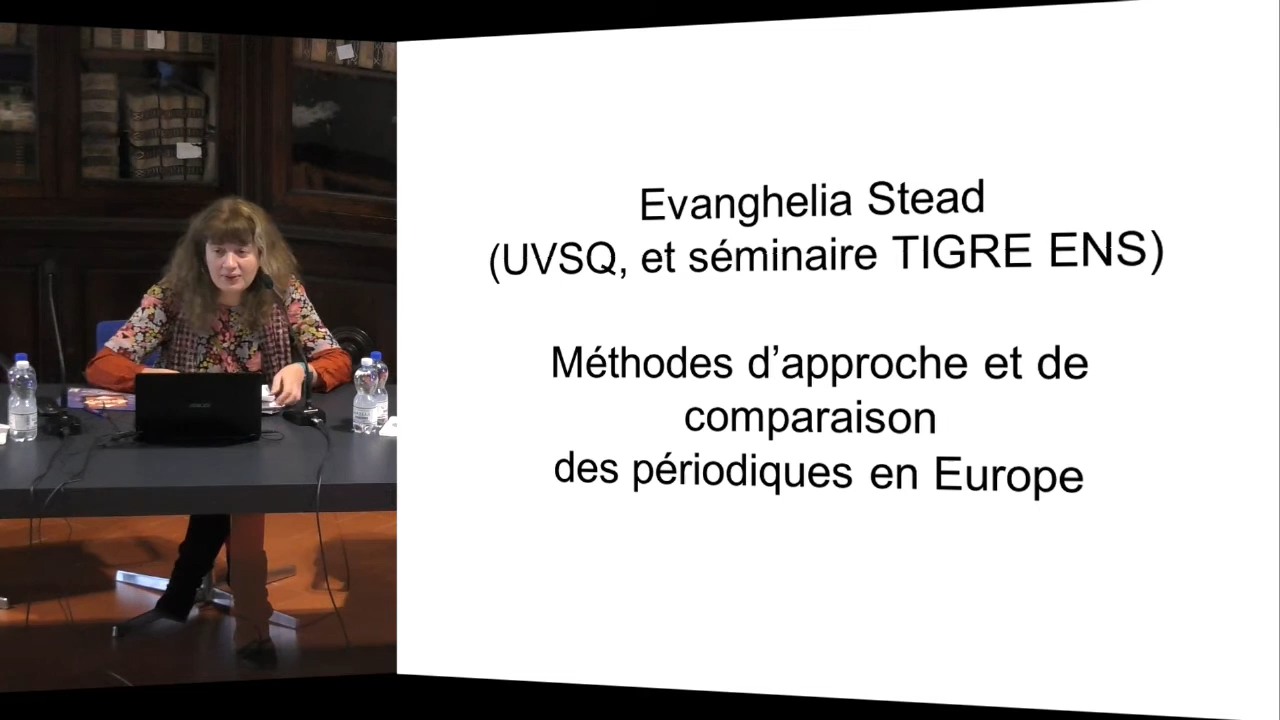 Evanghelia Stead
(UVSQ, et séminaire TIGRE ENS)
Méthodes d’approche et de
comparaison
des périodiques en Europe